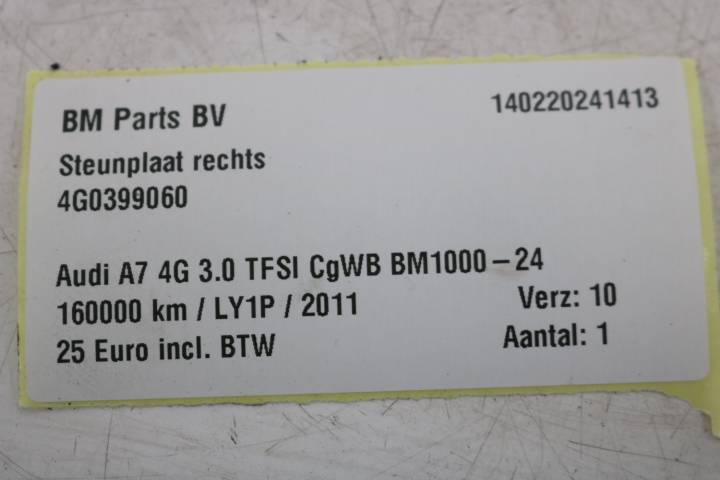 BM Parts BV 140220241413
Steunplaat rechts
4G0399060
Audi A7 4G 3.0 TFSI CgWB BM1000-24
160000 km / LY1P / 2011 Verz: 10
25 Euro incl. BTW Aantal: 1